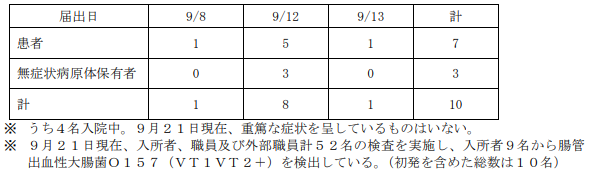 届出日 9/8 9/12 9/13 計
患者 1 5 1 7
無症状病原体保有者 0 3 0 3
計 1 8 1 10
※ うち４名入院中。９月２１日現在、重篤な症状を呈しているものはいない。
※ ９月２１日現在、入所者、職員及び外部職員計５２名の検査を実施し、入所者９名から腸管
出血性大腸菌Ｏ１５７（ＶＴ１ＶＴ２＋）を検出している。（初発を含めた総数は１０名）